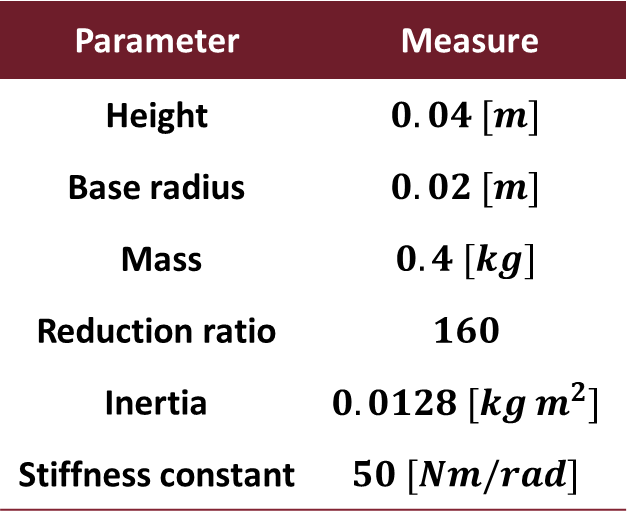 Parameter Measure
Height 0.04 [m]
Base radius 0.02 [m]
Mass 0.4 [kg]
Reduction ratio 160
Inertia 0.0128 [kg m²]
Stiffness constant 50 [Nm/rad]